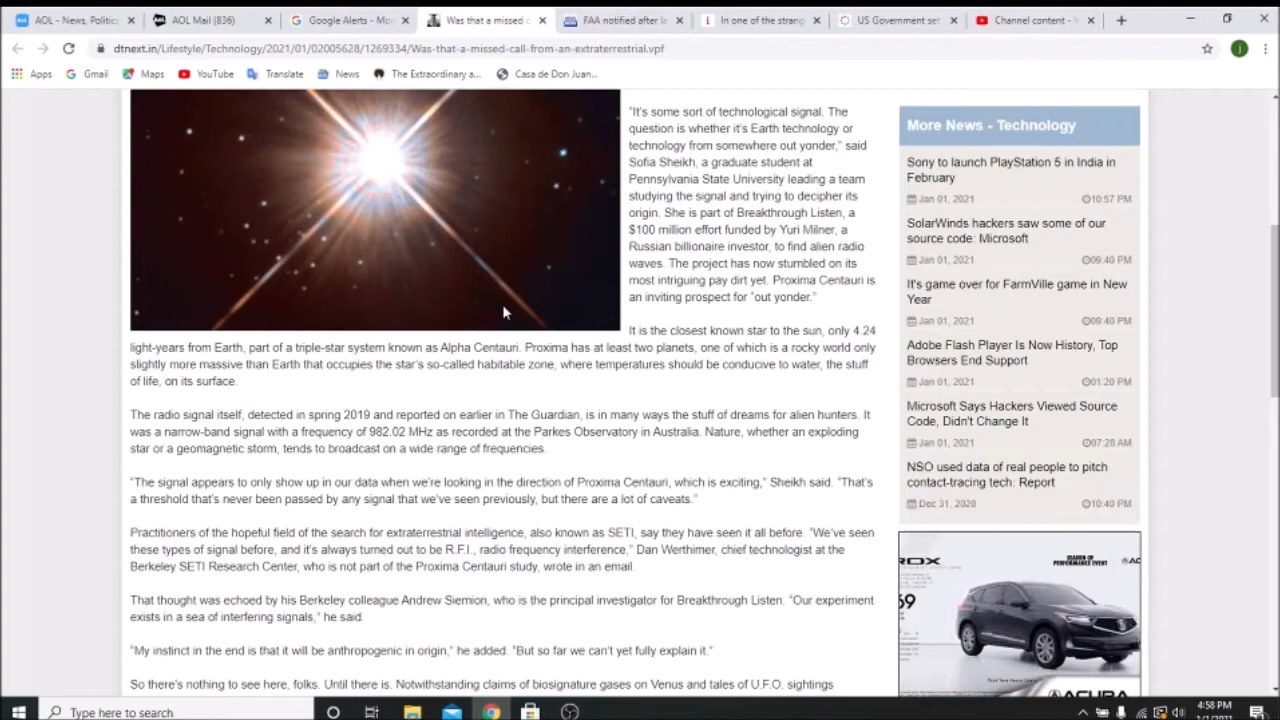 AOL - News, Politic
AOL Mail (836)
Google Alerts - Mo
Was that a missed c
FAA notified after l
In one of the strang
US Government set
Channel content - 
dtnext.in/Lifestyle/Technology/2021/01/02005628/1269334/Was-that-a-missed-call-from-an-extraterrestrial.vpf
Apps
Gmail
Maps
YouTube
Translate
News
The Extraordinary a...
Casa de Don Juan...
"It's some sort of technological signal. The
question is whether it's Earth technology or
technology from somewhere out yonder," said
Sofia Sheikh, a graduate student at
Pennsylvania State University leading a team
studying the signal and trying to decipher its
origin. She is part of Breakthrough Listen, a
$100 million effort funded by Yuri Milner, a
Russian billionaire investor, to find alien radio
waves. The project has now stumbled on its
most intriguing pay dirt yet. Proxima Centauri is
an inviting prospect for "out yonder."
It is the closest known star to the sun, only 4.24
light-years from Earth, part of a triple-star system known as Alpha Centauri. Proxima has at least two planets, one of which is a rocky world only
slightly more massive than Earth that occupies the star's so-called habitable zone, where temperatures should be conducive to water, the stuff
of life, on its surface.
The radio signal itself, detected in spring 2019 and reported on earlier in The Guardian, is in many ways the stuff of dreams for alien hunters. It
was a narrow-band signal with a frequency of 982.02 MHz as recorded at the Parkes Observatory in Australia. Nature, whether an exploding
star or a geomagnetic storm, tends to broadcast on a wide range of frequencies.
"The signal appears to only show up in our data when we're looking in the direction of Proxima Centauri, which is exciting," Sheikh said. "That's
a threshold that's never been passed by any signal that we've seen previously, but there are a lot of caveats."
Practitioners of the hopeful field of the search for extraterrestrial intelligence, also known as SETI, say they have seen it all before. "We've seen
these types of signal before, and it's always turned out to be R.F.I., radio frequency interference," Dan Werthimer, chief technologist at the
Berkeley SETI Research Center, who is not part of the Proxima Centauri study, wrote in an email.
That thought was echoed by his Berkeley colleague Andrew Siemion, who is the principal investigator for Breakthrough Listen. "Our experiment
exists in a sea of interfering signals," he said.
"My instinct in the end is that it will be anthropogenic in origin," he added. "But so far we can't yet fully explain it."
So there's nothing to see here, folks. Until there is. Notwithstanding claims of biosignature gases on Venus and tales of U.F.O. sightings
More News - Technology
Sony to launch PlayStation 5 in India in
February
Jan 01, 2021 10:57 PM
SolarWinds hackers saw some of our
source code: Microsoft
Jan 01, 2021 09:40 PM
It's game over for FarmVille game in New
Year
Jan 01, 2021 09:40 PM
Adobe Flash Player Is Now History, Top
Browsers End Support
Jan 01, 2021 01:20 PM
Microsoft Says Hackers Viewed Source
Code, Didn't Change It
Jan 01, 2021 07:28 AM
NSO used data of real people to pitch
contact-tracing tech: Report
Dec 31, 2020 10:40 PM
RDX
SEASON OF
PERFORMANCE EVENT
69
ACURA
Type here to search
4:58 PM